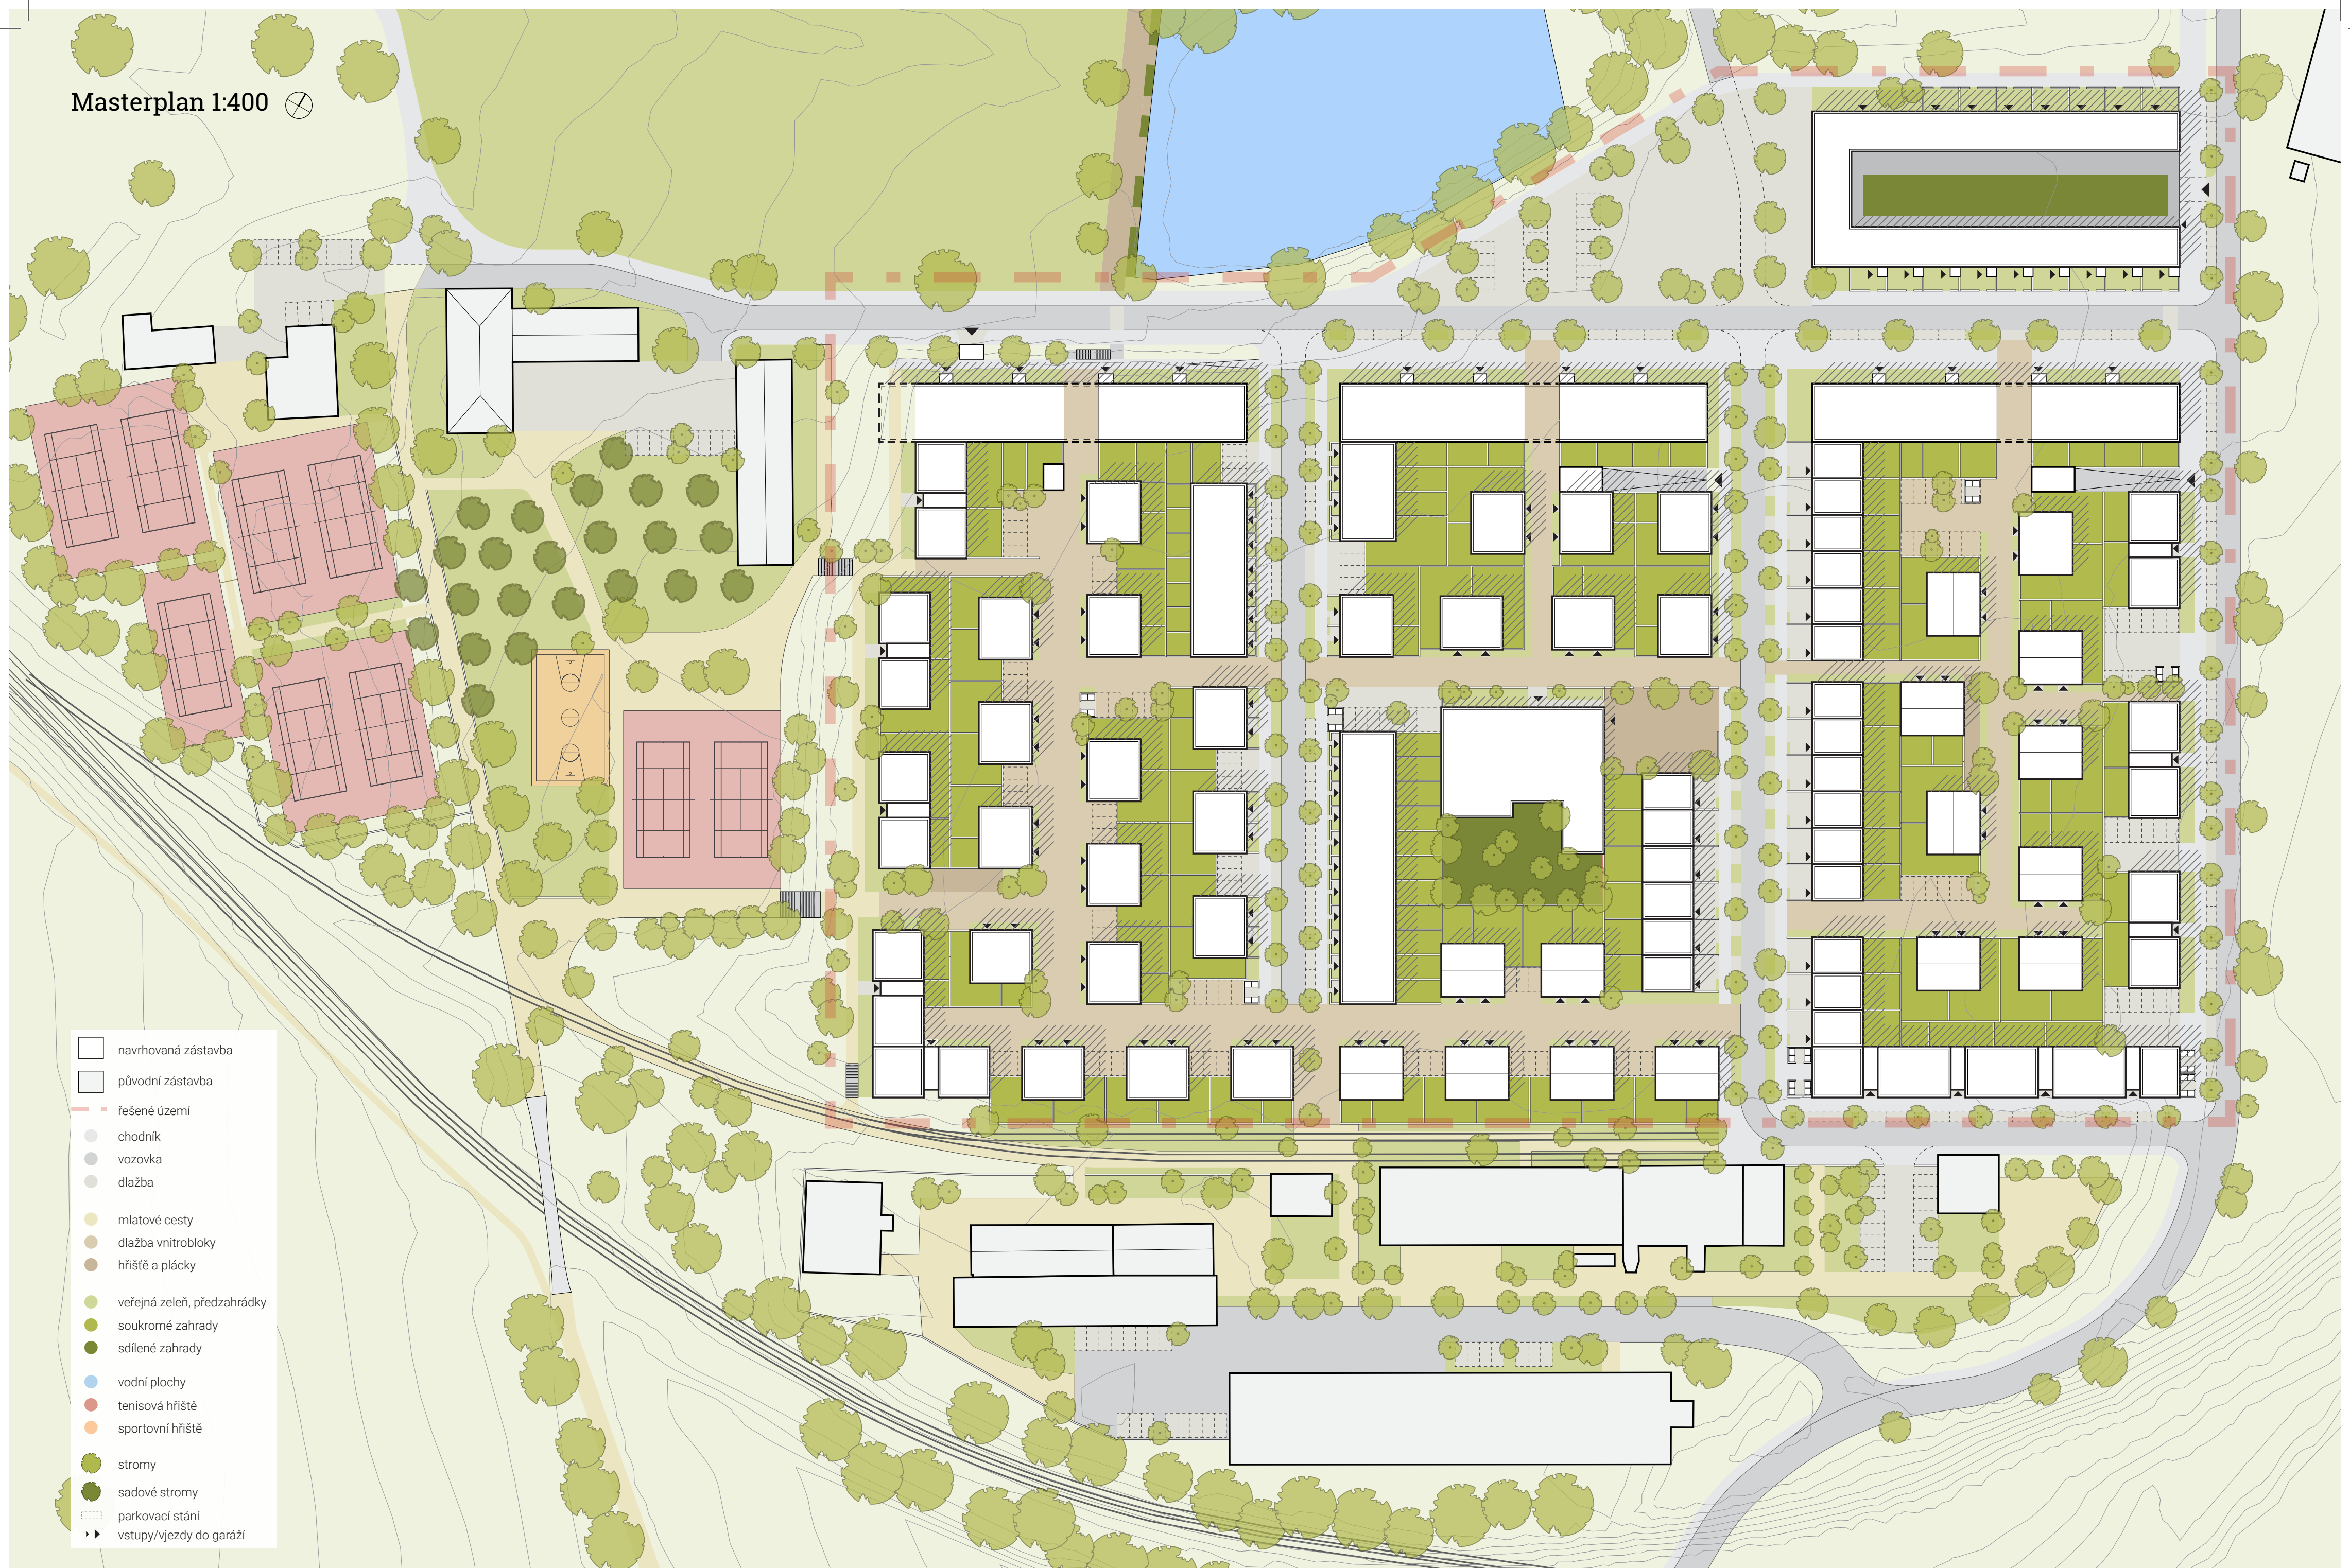 Masterplan 1:400
navrhovaná zástavba
původní zástavba
řešené území
chodník
vozovka
dlažba
mlatové cesty
dlažba vnitrobloky
hřišťě a plácky
veřejná zeleň, předzahrádky
soukromé zahrady
sdílené zahrady
vodní plochy
tenisová hřiště
sportovní hřiště
stromy
sadové stromy
parkovací stání
vstupy/vjezdy do garáží